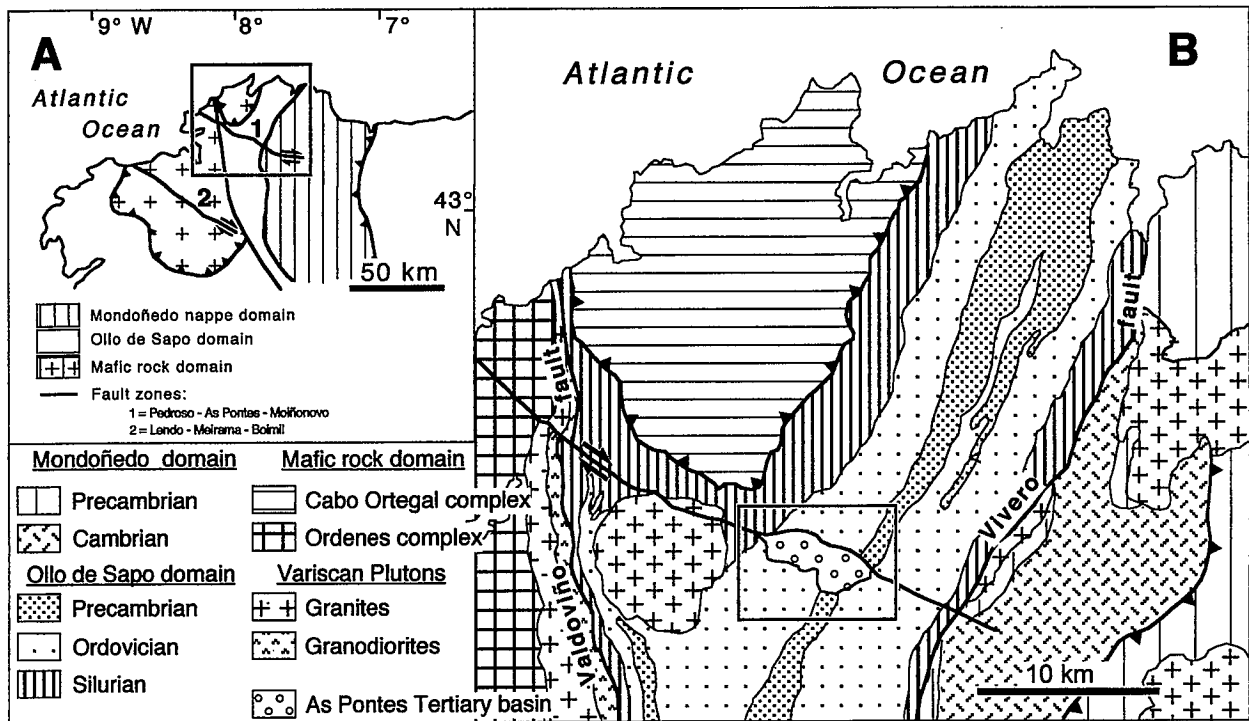 9° W
8°
7°
A
Atlantic
Ocean
1
2
43°
N
50 km
Mondoñedo nappe domain
Ollo de Sapo domain
Mafic rock domain
Fault zones:
1 = Pedroso - As Pontes - Moiñonovo
2 = Lendo - Meirama - Boimil
Mondoñedo domain
Precambrian
Cambrian
Ollo de Sapo domain
Precambrian
Ordovician
Silurian
Mafic rock domain
Cabo Ortegal complex
Ordenes complex
Variscan Plutons
Granites
Granodiorites
As Pontes Tertiary basin
B
Atlantic Ocean
Valdoviño fault
Vivero fault
10 km